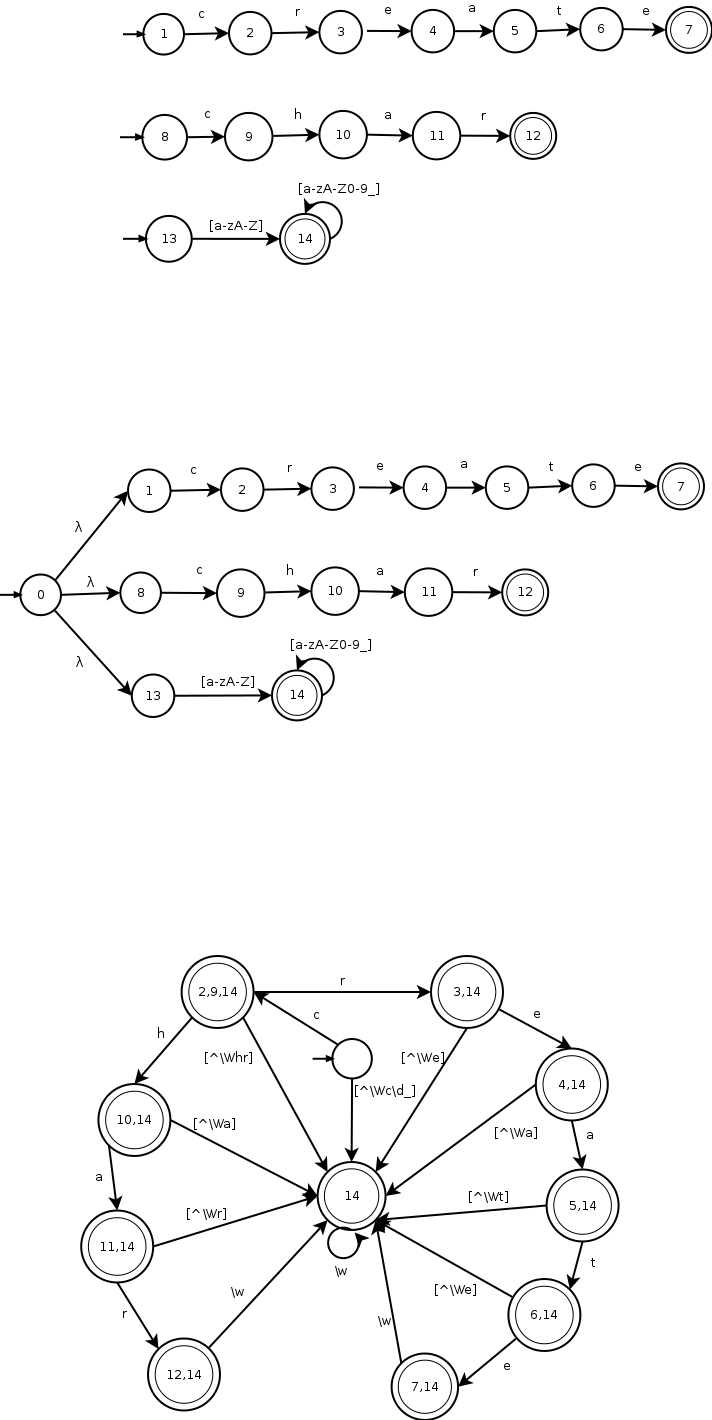 c r e a t e
1 2 3 4 5 6 7
c h a r
8 9 10 11 12
[a-zA-Z0-9_]
[a-zA-Z]
13 14
c r e a t e
1 2 3 4 5 6 7
λ
c h a r
λ
0 8 9 10 11 12
[a-zA-Z0-9_]
λ
[a-zA-Z]
13 14
r
2,9,14 3,14
c e
h
[^\Whr] [^\We]
[^\Wc\d_] 4,14
10,14 [^\Wa] [^\Wa] a
a
14 [^\Wt] 5,14
[^\Wr]
11,14
\w t
\w [^\We]
r 6,14
\w
e
12,14 7,14